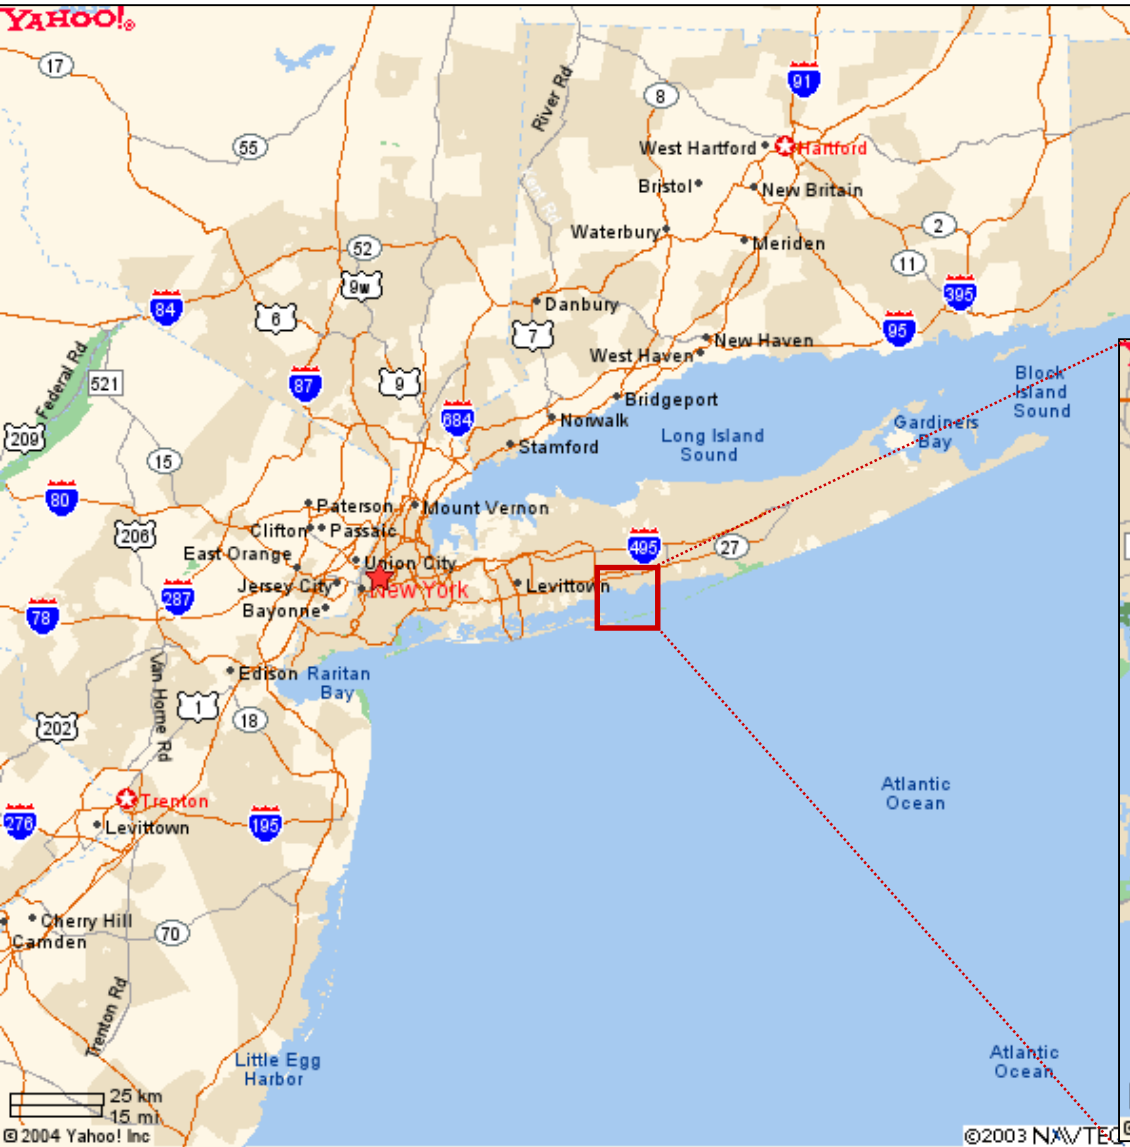 YAHOO!®
17
River Rd
8
91
55
West Hartford
Hartford
Bristol
New Britain
Kent Rd
Waterbury
Meriden
2
52
11
9w
395
84
6
Danbury
7
95
New Haven
West Haven
Federal Rd
521
87
9
Block
Island
Sound
684
Bridgeport
Norwalk
Gardiners
Bay
209
Stamford
Long Island
Sound
15
80
Paterson
Mount Vernon
206
Clifton
Passaic
East Orange
Union City
495
27
Jersey City
New York
Levittown
287
Bayonne
78
Edison
Raritan
Bay
Van Horne Rd
1
202
18
Atlantic
Ocean
Trenton
276
Levittown
195
Cherry Hill
Camden
70
Trenton Rd
Little Egg
Harbor
Atlantic
Ocean
25 km
15 mi
©2004 Yahoo! Inc
©2003 NAVTEQ